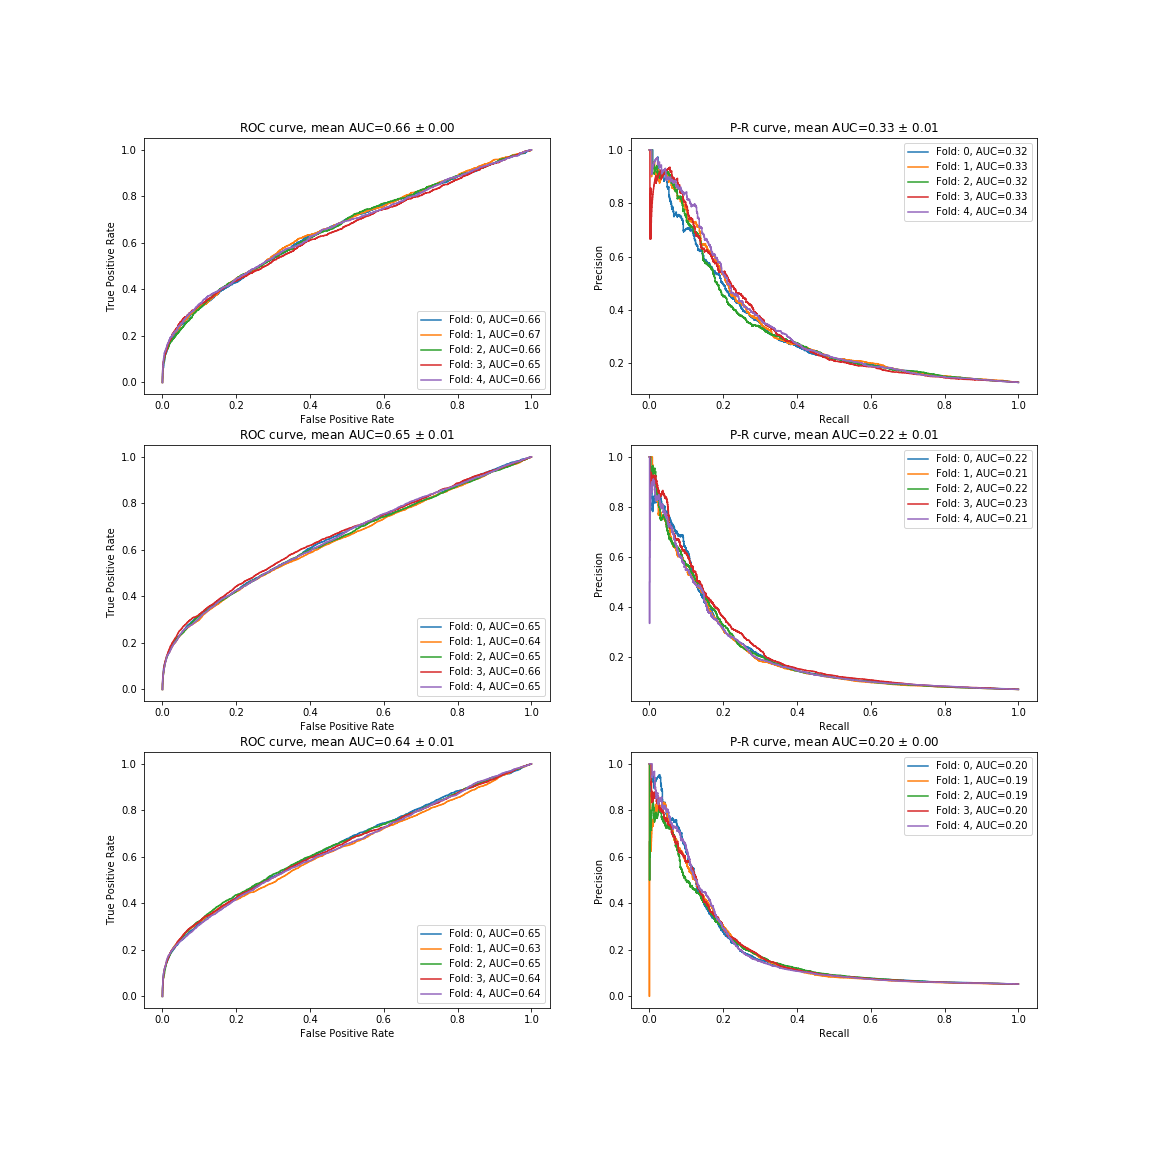 ROC curve, mean AUC=0.66 ± 0.00
True Positive Rate
1.0
0.8
0.6
0.4
0.2
0.0
Fold: 0, AUC=0.66
Fold: 1, AUC=0.67
Fold: 2, AUC=0.66
Fold: 3, AUC=0.65
Fold: 4, AUC=0.66
0.0 0.2 0.4 0.6 0.8 1.0
False Positive Rate
P-R curve, mean AUC=0.33 ± 0.01
Precision
1.0
0.8
0.6
0.4
0.2
Fold: 0, AUC=0.32
Fold: 1, AUC=0.33
Fold: 2, AUC=0.32
Fold: 3, AUC=0.33
Fold: 4, AUC=0.34
0.0 0.2 0.4 0.6 0.8 1.0
Recall
ROC curve, mean AUC=0.65 ± 0.01
True Positive Rate
1.0
0.8
0.6
0.4
0.2
0.0
Fold: 0, AUC=0.65
Fold: 1, AUC=0.64
Fold: 2, AUC=0.65
Fold: 3, AUC=0.66
Fold: 4, AUC=0.65
0.0 0.2 0.4 0.6 0.8 1.0
False Positive Rate
P-R curve, mean AUC=0.22 ± 0.01
Precision
1.0
0.8
0.6
0.4
0.2
Fold: 0, AUC=0.22
Fold: 1, AUC=0.21
Fold: 2, AUC=0.22
Fold: 3, AUC=0.23
Fold: 4, AUC=0.21
0.0 0.2 0.4 0.6 0.8 1.0
Recall
ROC curve, mean AUC=0.64 ± 0.01
True Positive Rate
1.0
0.8
0.6
0.4
0.2
0.0
Fold: 0, AUC=0.65
Fold: 1, AUC=0.63
Fold: 2, AUC=0.65
Fold: 3, AUC=0.64
Fold: 4, AUC=0.64
0.0 0.2 0.4 0.6 0.8 1.0
False Positive Rate
P-R curve, mean AUC=0.20 ± 0.00
Precision
1.0
0.8
0.6
0.4
0.2
0.0
Fold: 0, AUC=0.20
Fold: 1, AUC=0.19
Fold: 2, AUC=0.19
Fold: 3, AUC=0.20
Fold: 4, AUC=0.20
0.0 0.2 0.4 0.6 0.8 1.0
Recall